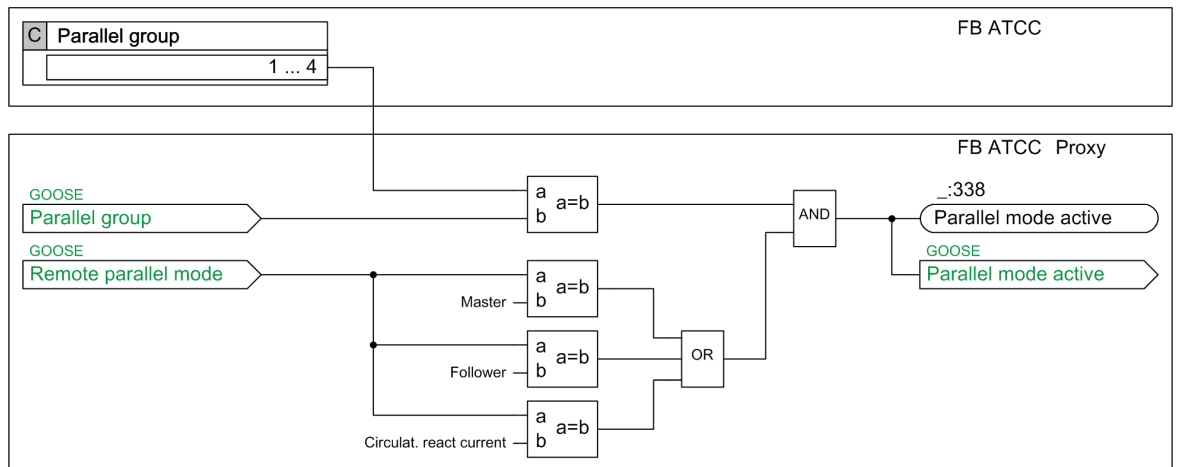 FB ATCC
C Parallel group
1 ... 4
FB ATCC Proxy
GOOSE
Parallel group
a
b
a=b
AND
_:338
Parallel mode active
GOOSE
Remote parallel mode
GOOSE
Parallel mode active
a
b
a=b
Master
a
b
a=b
Follower
OR
a
b
a=b
Circulat. react current